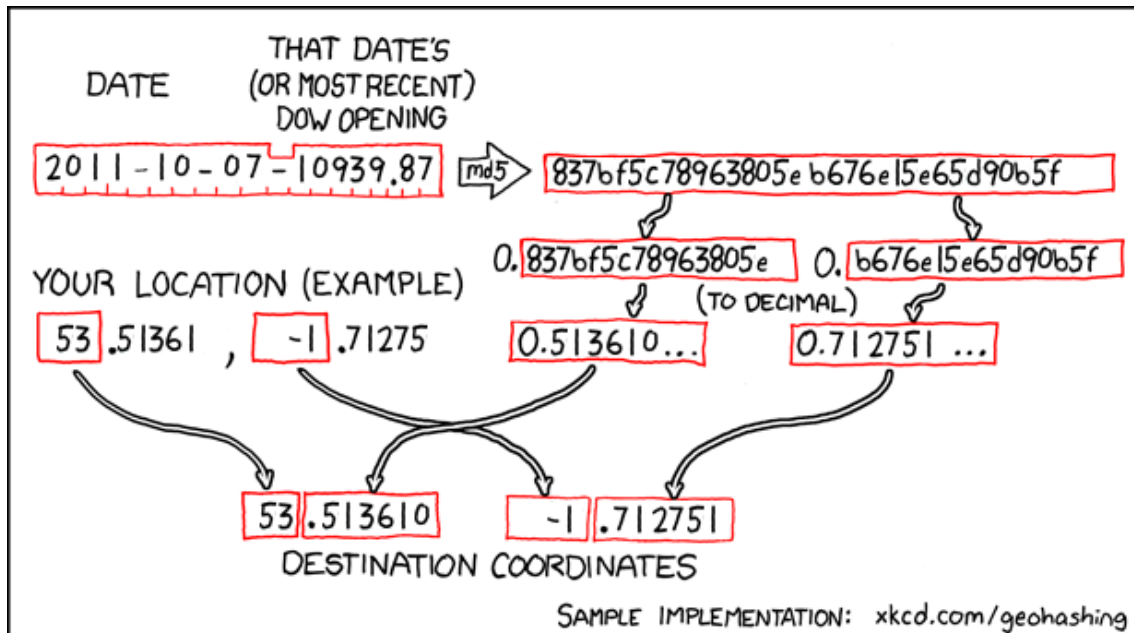 THAT DATE'S
DATE (OR MOST RECENT)
DOW OPENING
2011-10-07-10939.87 md5 837bf5c78963805eb676e15e65d90b5f
0.837bf5c78963805e 0.b676e15e65d90b5f
YOUR LOCATION (EXAMPLE) (TO DECIMAL)
53.51361, -1.71275 0.513610... 0.712751...
53.513610 -1.712751
DESTINATION COORDINATES
SAMPLE IMPLEMENTATION: xkcd.com/geohashing